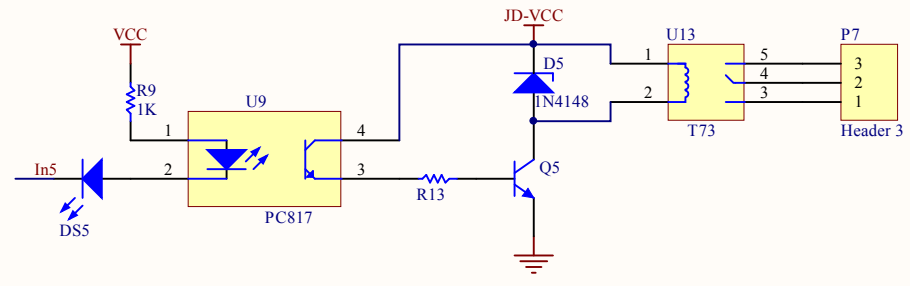 JD-VCC
VCC
U13
P7
R9
1K
U9
D5
1N4148
1
2
5
4
3
3
2
1
T73
Header 3
In5
DS5
1
2
4
3
PC817
R13
Q5